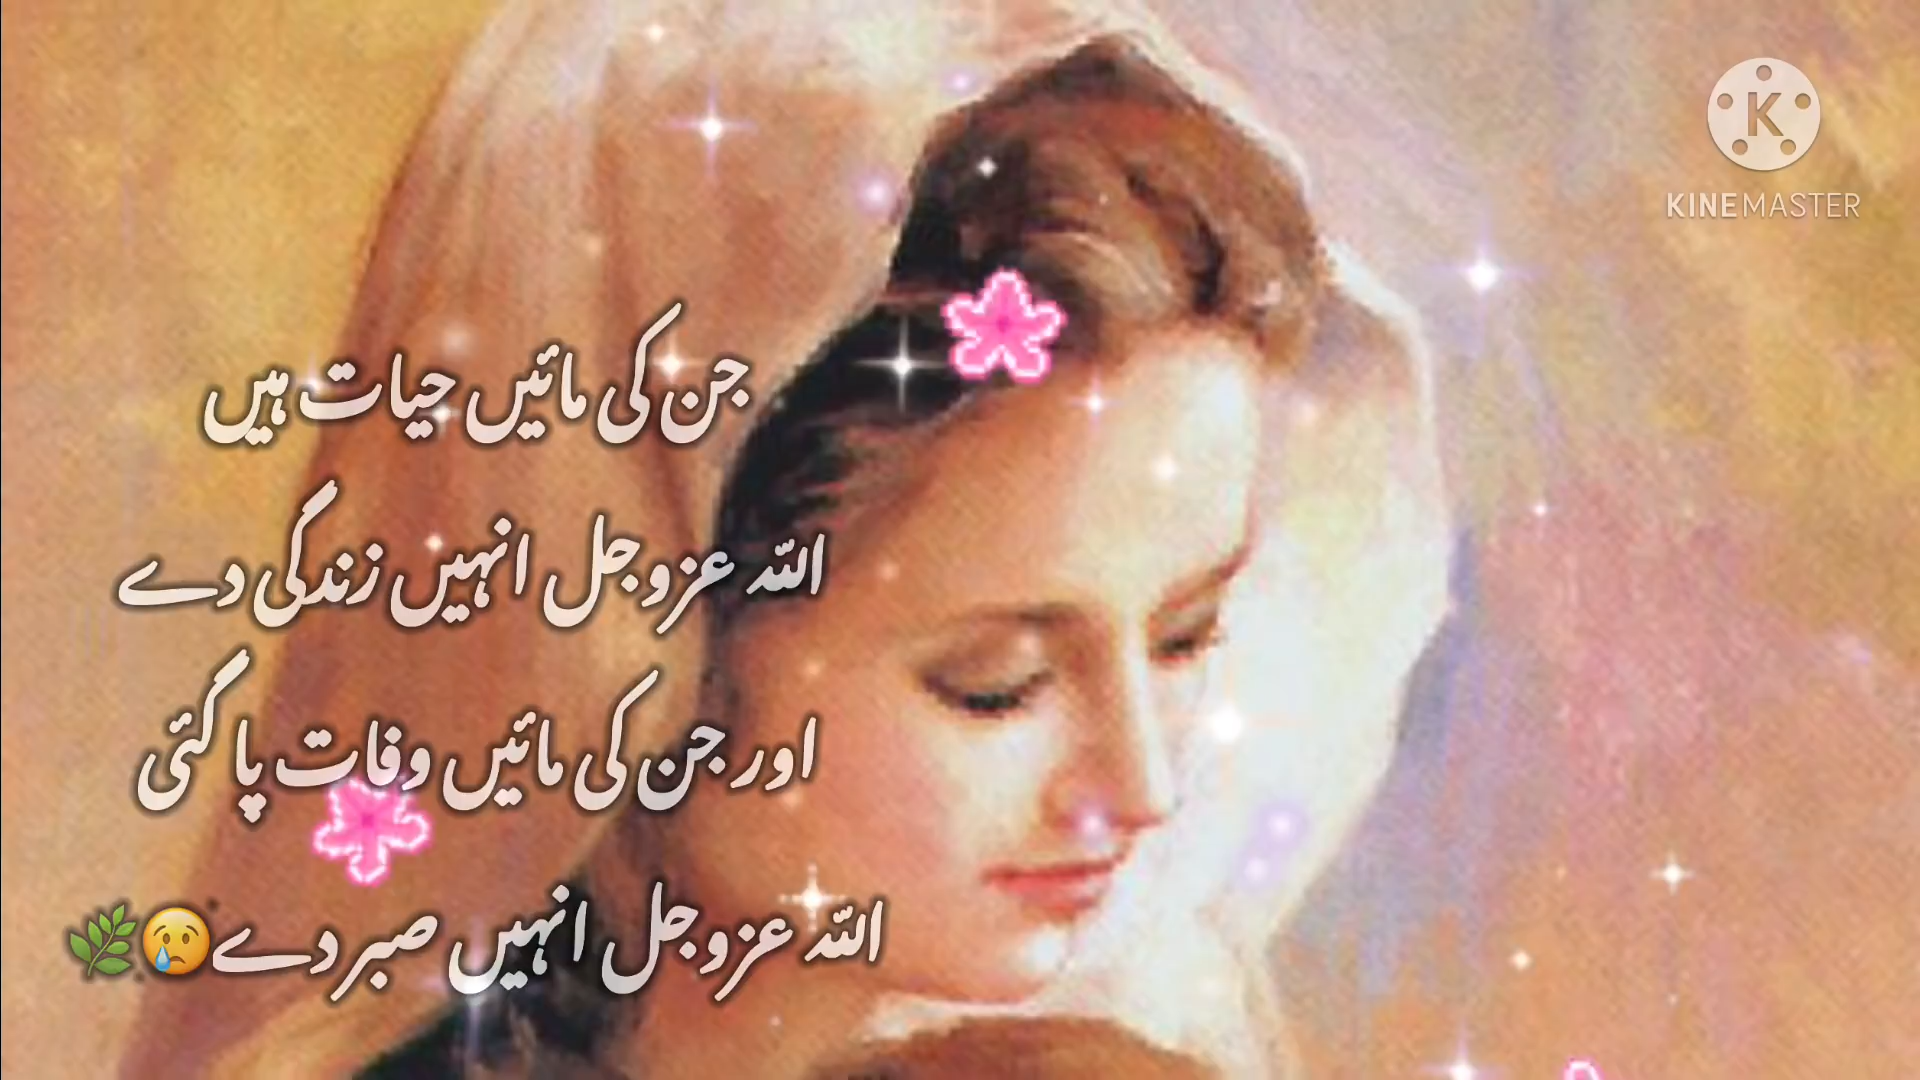 جن کی مائیں حیات ہیں
اللہ عزوجل انہیں زندگی دے
اور جن کی مائیں وفات پا گئی
اللہ عزوجل انہیں صبر دے😢🌿
K
KINEMASTER